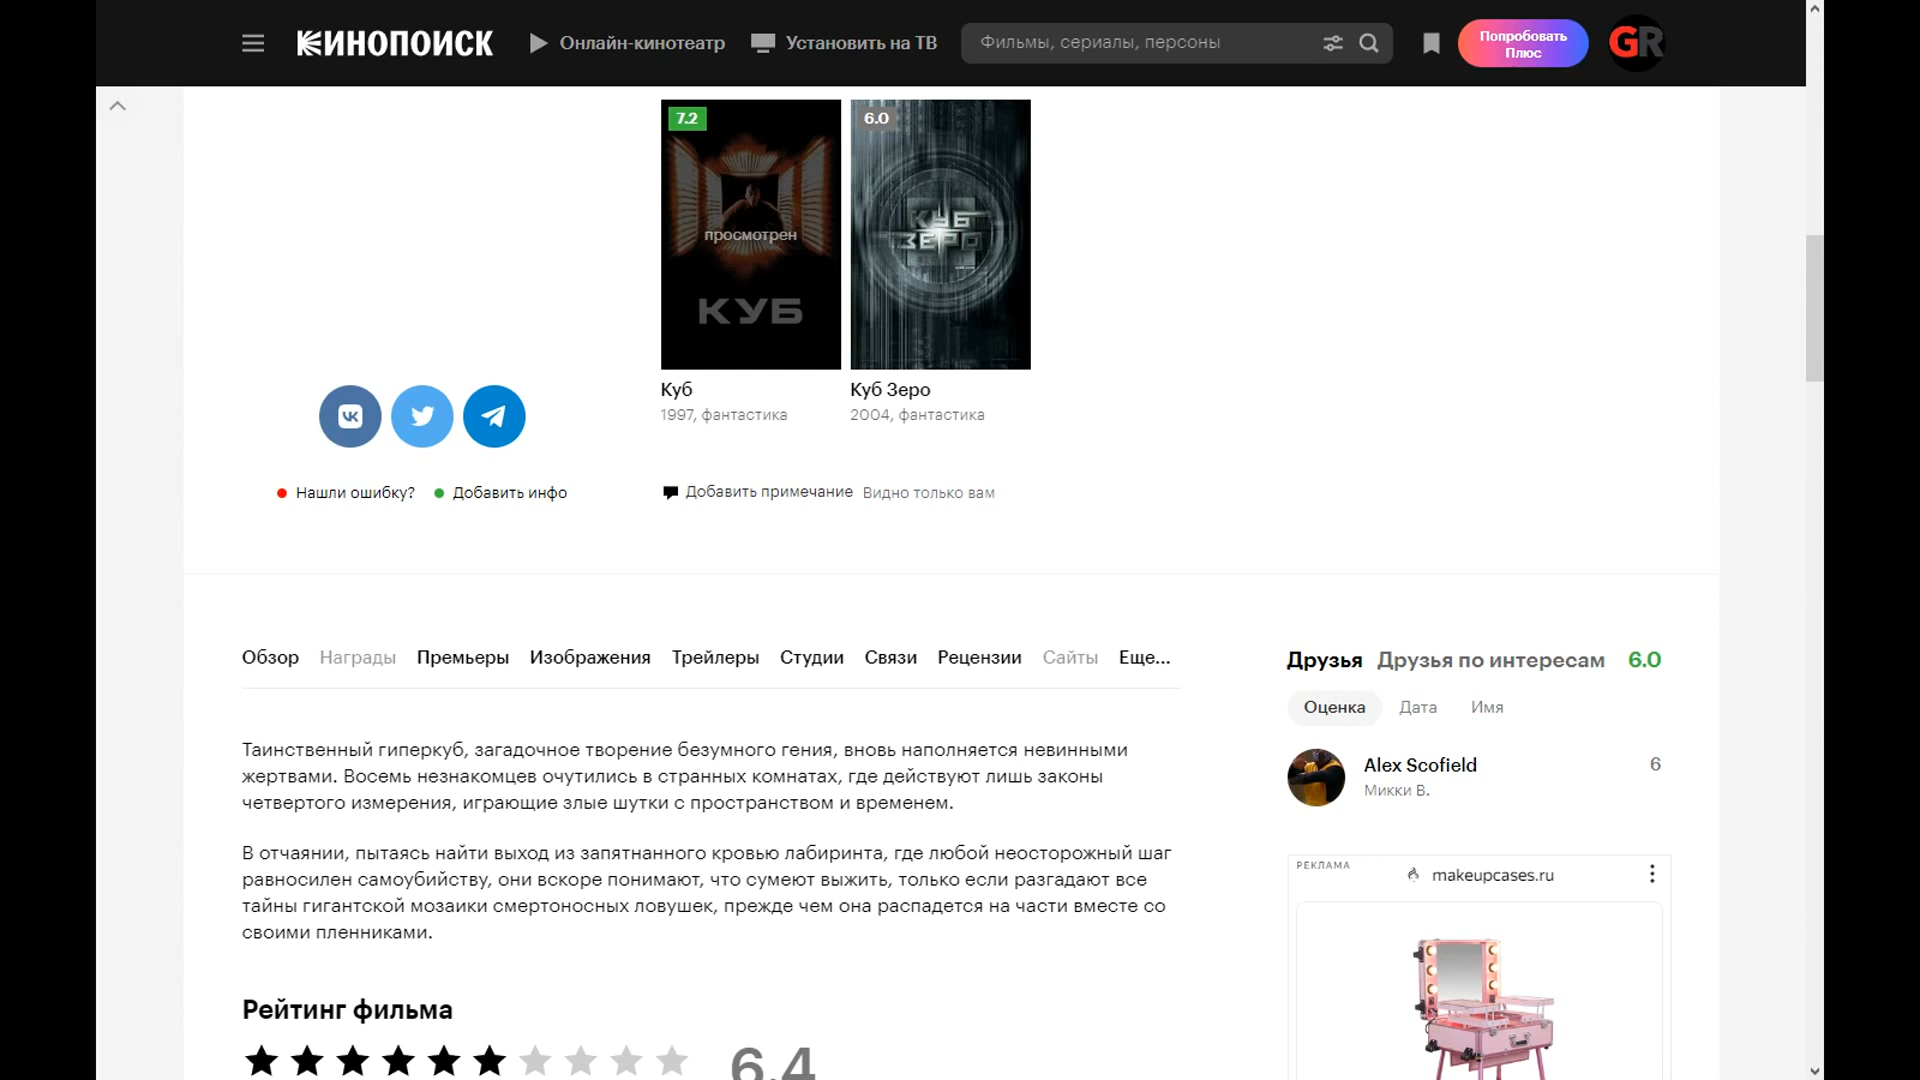 КИНОПОИСК
Онлайн-кинотеатр
Установить на ТВ
Фильмы, сериалы, персоны
Попробовать
Плюс
GR
7.2
просмотрен
КУБ
6.0
КУБ
ЗЕРО
Куб
1997, фантастика
Куб Зеро
2004, фантастика
Нашли ошибку?
Добавить инфо
Добавить примечание
Видно только вам
Обзор Награды Премьеры Изображения Трейлеры Студии Связи Рецензии Сайты Еще...
Таинственный гиперкуб, загадочное творение безумного гения, вновь наполняется невинными
жертвами. Восемь незнакомцев очутились в странных комнатах, где действуют лишь законы
четвертого измерения, играющие злые шутки с пространством и временем.
В отчаянии, пытаясь найти выход из запятнанного кровью лабиринта, где любой неосторожный шаг
равносилен самоубийству, они вскоре понимают, что сумеют выжить, только если разгадают все
тайны гигантской мозаики смертоносных ловушек, прежде чем она распадется на части вместе со
своими пленниками.
Рейтинг фильма
6.4
Друзья Друзья по интересам 6.0
Оценка Дата Имя
Alex Scofield 6
Микки В.
РЕКЛАМА
makeupcases.ru